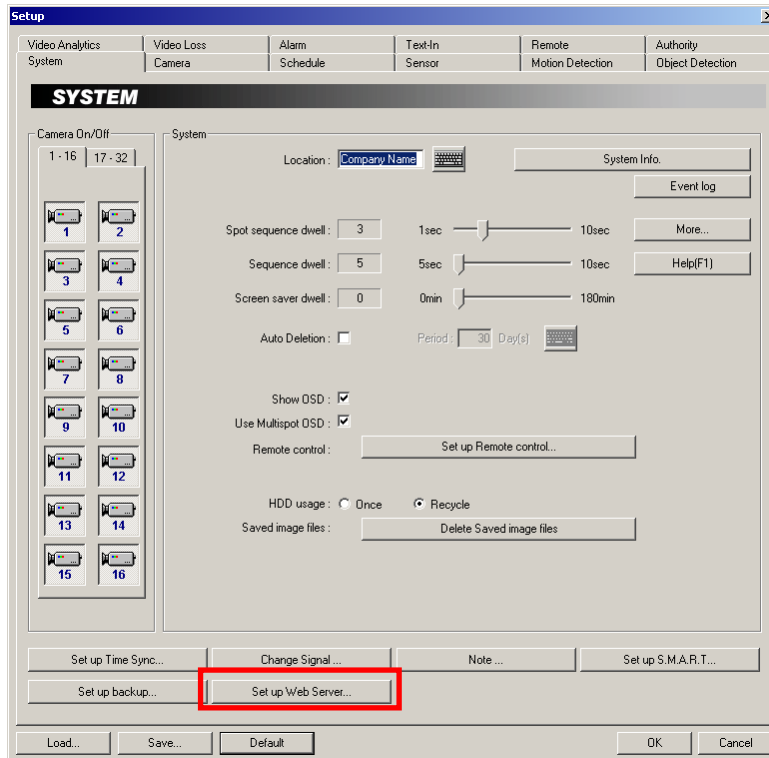 Setup
Video Analytics Video Loss Alarm Text-In Remote Authority
System Camera Schedule Sensor Motion Detection Object Detection
SYSTEM
Camera On/Off
1 - 16 17 - 32
1 2
3 4
5 6
7 8
9 10
11 12
13 14
15 16
System
Location : Company Name System Info.
Event log
Spot sequence dwell : 3 1sec 10sec More...
Sequence dwell : 5 5sec 10sec Help(F1)
Screen saver dwell : 0 0min 180min
Auto Deletion : Period : 30 Day(s)
Show OSD :
Use Multispot OSD :
Remote control : Set up Remote control...
HDD usage : Once Recycle
Saved image files : Delete Saved image files
Set up Time Sync... Change Signal ... Note ... Set up S.M.A.R.T...
Set up backup... Set up Web Server...
Load... Save... Default OK Cancel